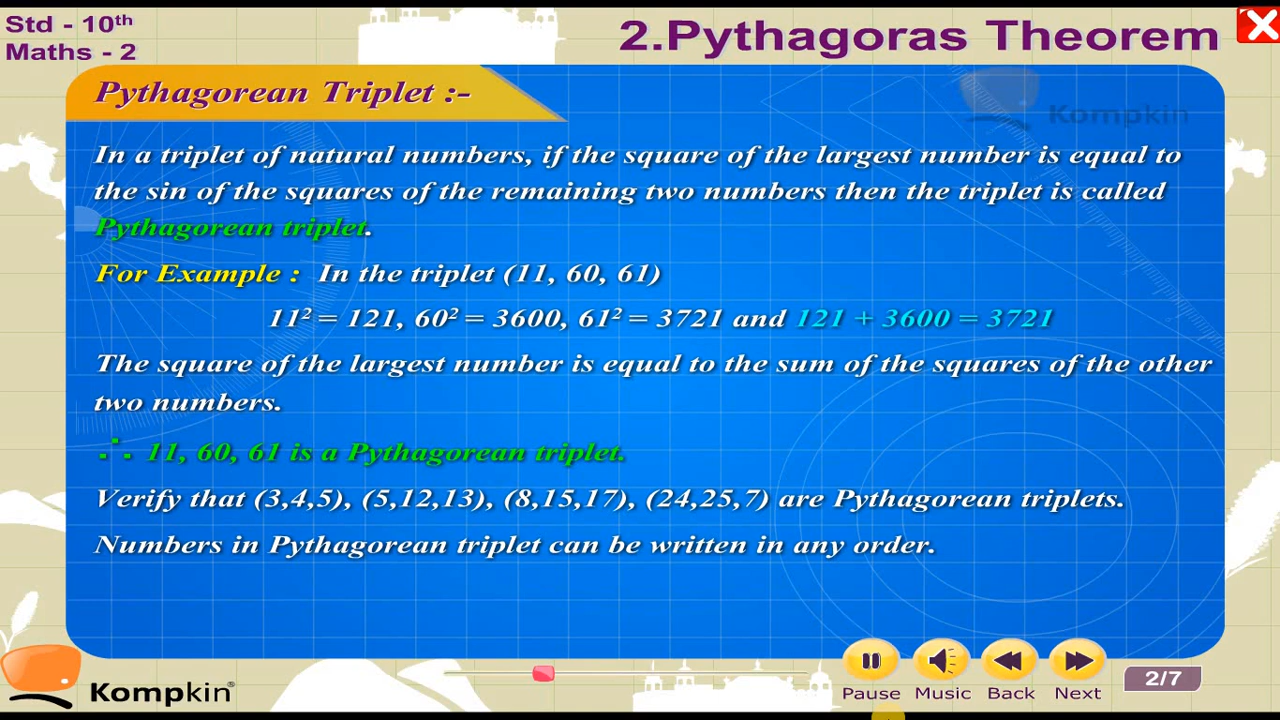 Std - 10th
Maths - 2
2.Pythagoras Theorem
Pythagorean Triplet :-
Kompkin
In a triplet of natural numbers, if the square of the largest number is equal to
the sin of the squares of the remaining two numbers then the triplet is called
Pythagorean triplet.
For Example : In the triplet (11, 60, 61)
11² = 121, 60² = 3600, 61² = 3721 and 121 + 3600 = 3721
The square of the largest number is equal to the sum of the squares of the other
two numbers.
∴ 11, 60, 61 is a Pythagorean triplet.
Verify that (3,4,5), (5,12,13), (8,15,17), (24,25,7) are Pythagorean triplets.
Numbers in Pythagorean triplet can be written in any order.
Kompkin®
Pause Music Back Next
2/7